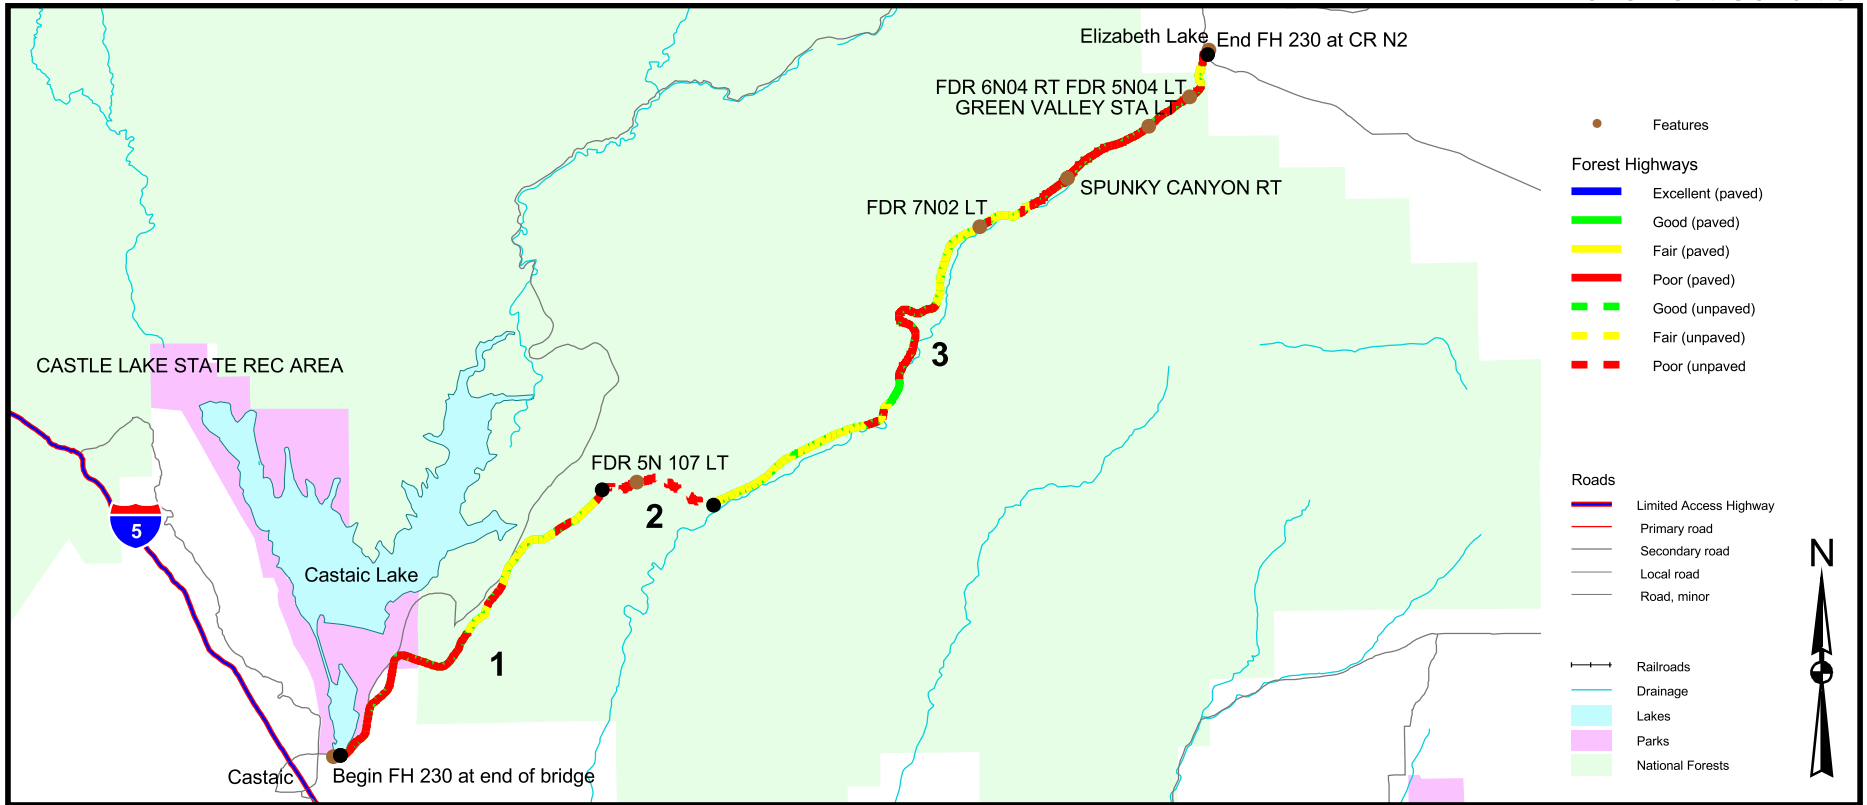 Elizabeth Lake
End FH 230 at CR N2
FDR 6N04 RT FDR 5N04 LT
GREEN VALLEY STA LT
SPUNKY CANYON RT
FDR 7N02 LT
3
CASTLE LAKE STATE REC AREA
FDR 5N 107 LT
2
5
Castaic Lake
1
Castaic
Begin FH 230 at end of bridge
Features
Forest Highways
Excellent (paved)
Good (paved)
Fair (paved)
Poor (paved)
Good (unpaved)
Fair (unpaved)
Poor (unpaved
Roads
Limited Access Highway
Primary road
Secondary road
Local road
Road, minor
Railroads
Drainage
Lakes
Parks
National Forests
N